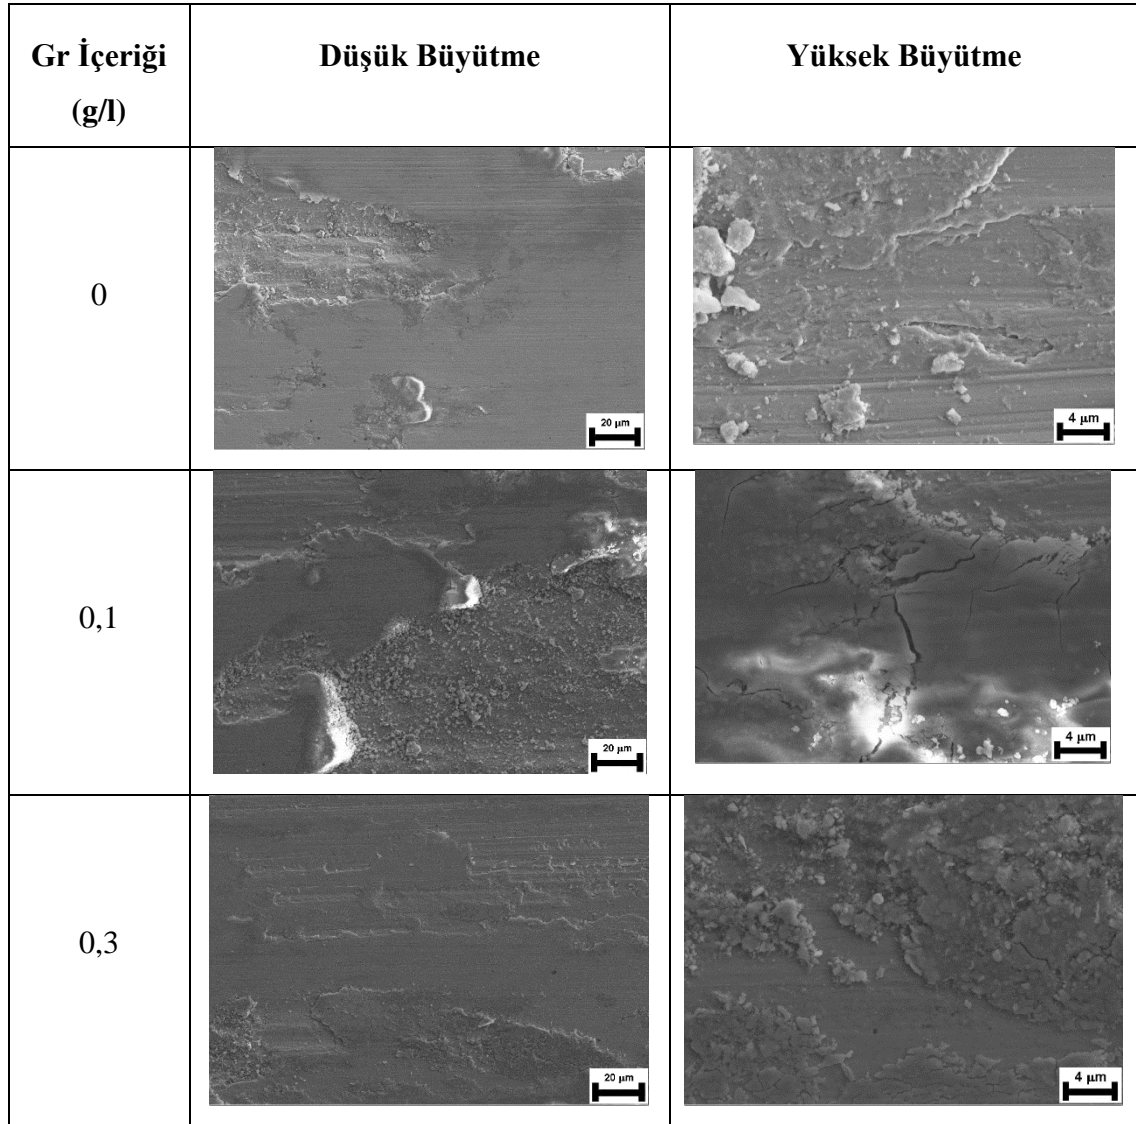 Gr İçeriği
(g/l)
Düşük Büyütme
Yüksek Büyütme
0
20 µm
4 µm
0,1
20 µm
4 µm
0,3
20 µm
4 µm